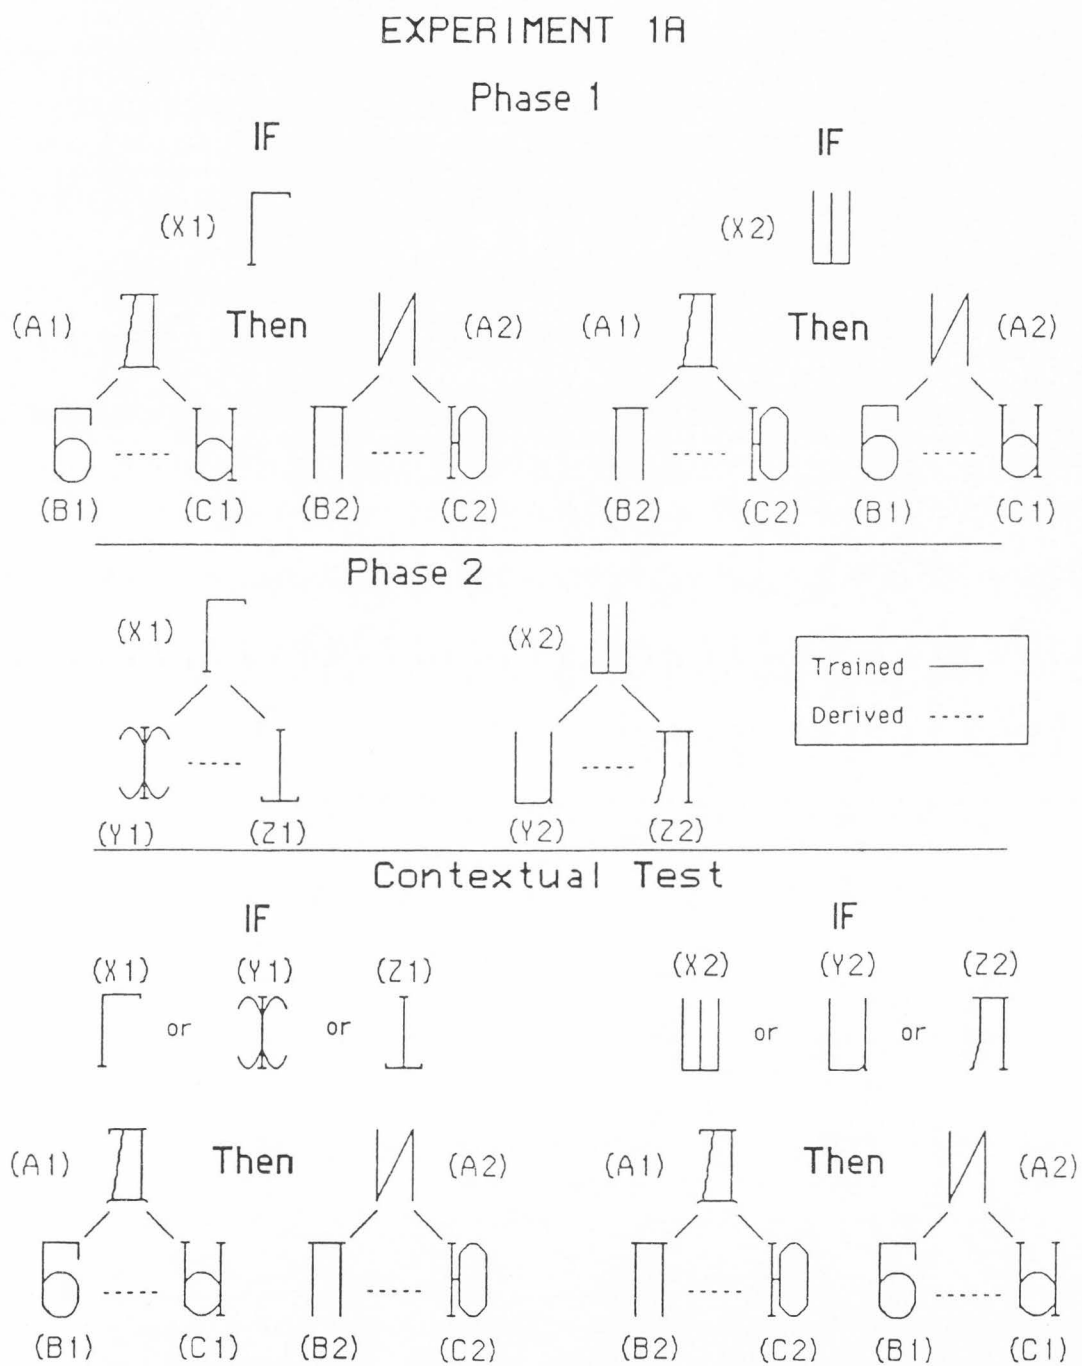 EXPERIMENT 1A
Phase 1
IF IF
(X1) Г (X2) Ш
(A1) Д Then И (A2) (A1) Д Then И (A2)
Б ----- Ы П ----- Ю П ----- Ю Б ----- Ы
(B1) (C1) (B2) (C2) (B2) (C2) (B1) (C1)
Phase 2
(X1) Г (X2) Ш
Trained
Derived -----
Ж ----- L Ц ----- Л
(Y1) (Z1) (Y2) (Z2)
Contextual Test
IF IF
(X1) (Y1) (Z1) (X2) (Y2) (Z2)
Г or Ж or L Ш or Ц or Л
(A1) Д Then И (A2) (A1) Д Then И (A2)
Б ----- Ы П ----- Ю П ----- Ю Б ----- Ы
(B1) (C1) (B2) (C2) (B2) (C2) (B1) (C1)